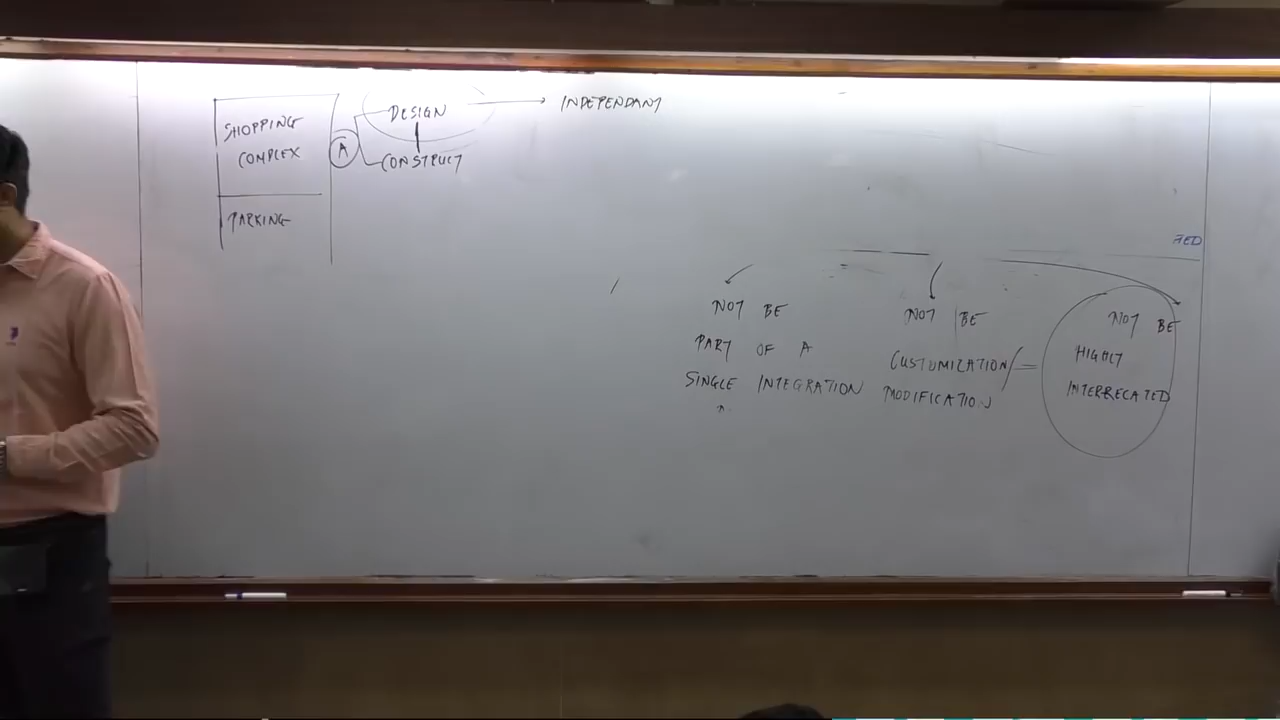 SHOPPING
COMPLEX
PARKING
A
DESIGN
CONSTRUCT
INDEPENDANT
NOT BE
PART OF A
SINGLE INTEGRATION
NOT BE
CUSTUMIZATION/
MODIFICATION
NOT BE
HIGHLY
INTERRECATED